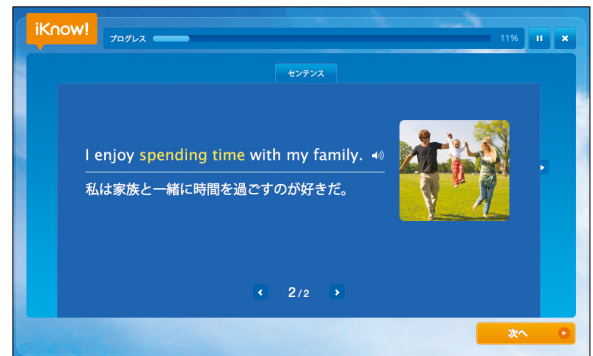 iKnow!
プログレス
11%
センテンス
I enjoy spending time with my family.
私は家族と一緒に時間を過ごすのが好きだ。
2/2
次へ